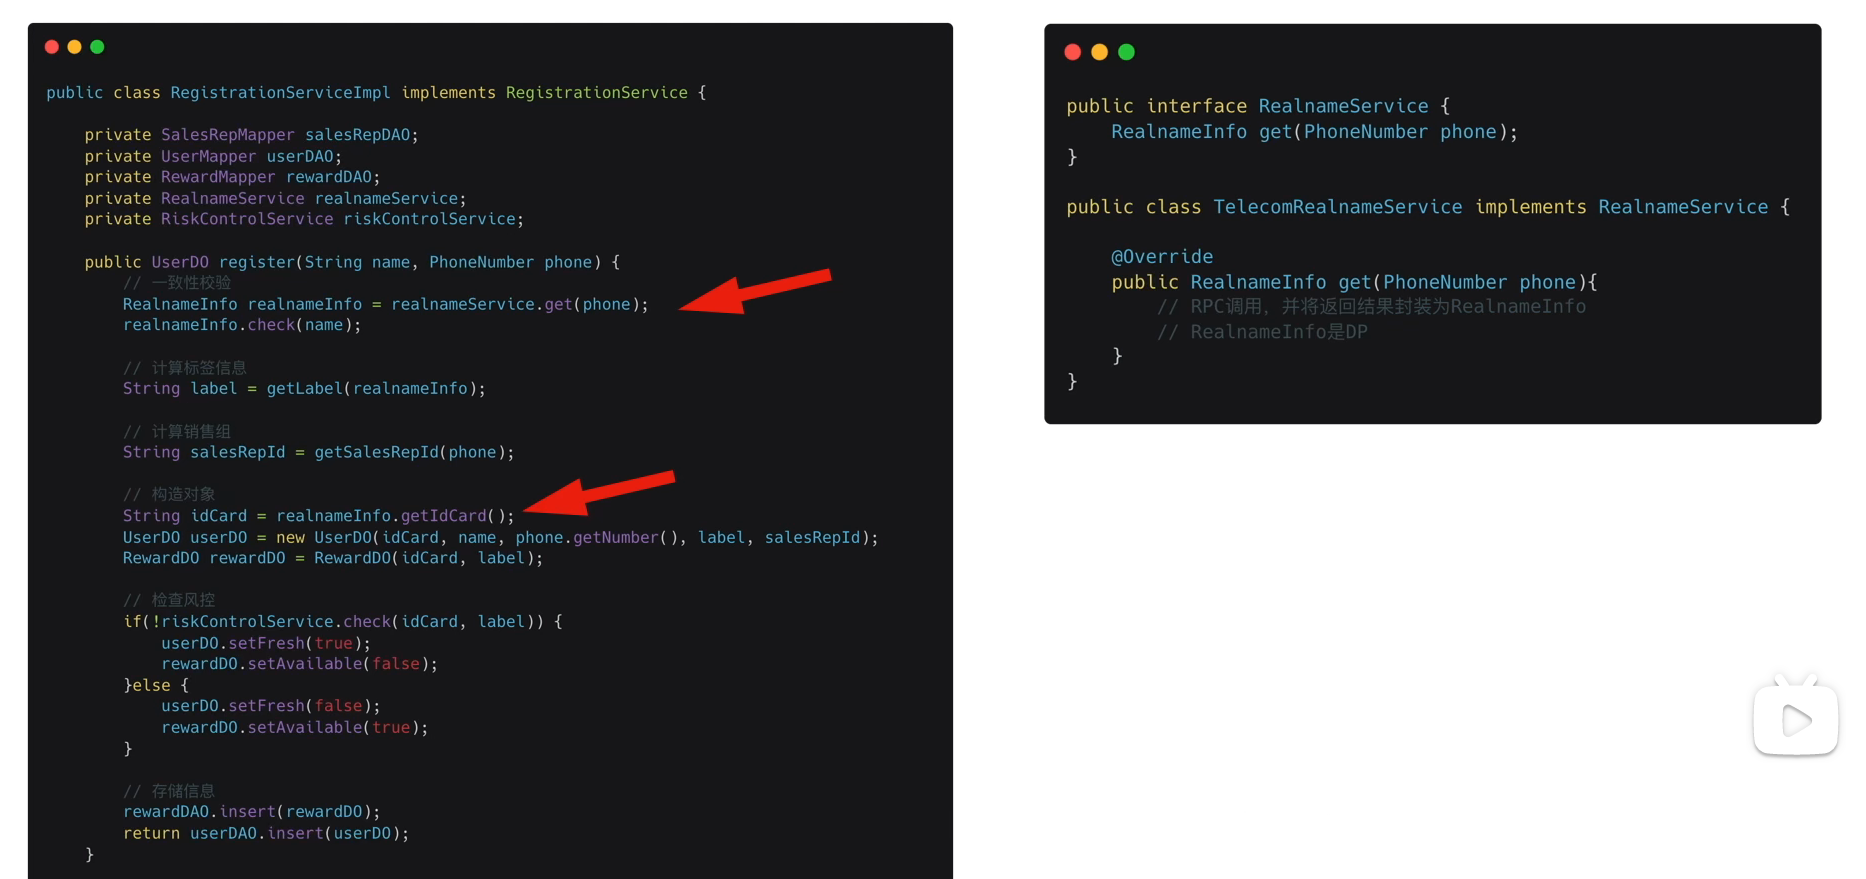 public class RegistrationServiceImpl implements RegistrationService {
private SalesRepMapper salesRepDAO;
private UserMapper userDAO;
private RewardMapper rewardDAO;
private RealnameService realnameService;
private RiskControlService riskControlService;
public UserDO register(String name, PhoneNumber phone) {
// 一致性校验
RealnameInfo realnameInfo = realnameService.get(phone);
realnameInfo.check(name);
// 计算标签信息
String label = getLabel(realnameInfo);
// 计算销售组
String salesRepId = getSalesRepId(phone);
// 构造对象
String idCard = realnameInfo.getIdCard();
UserDO userDO = new UserDO(idCard, name, phone.getNumber(), label, salesRepId);
RewardDO rewardDO = RewardDO(idCard, label);
// 检查风控
if(!riskControlService.check(idCard, label)) {
userDO.setFresh(true);
rewardDO.setAvailable(false);
}else {
userDO.setFresh(false);
rewardDO.setAvailable(true);
}
// 存储信息
rewardDAO.insert(rewardDO);
return userDAO.insert(userDO);
}
public interface RealnameService {
RealnameInfo get(PhoneNumber phone);
}
public class TelecomRealnameService implements RealnameService {
@Override
public RealnameInfo get(PhoneNumber phone){
// RPC调用，并将返回结果封装为RealnameInfo
// RealnameInfo是DP
}
}